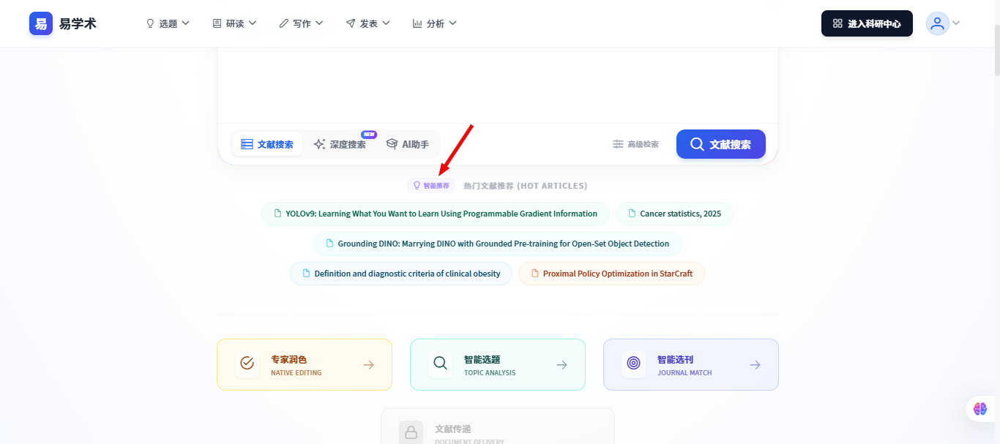 易 易学术 选题 研读 写作 发表 分析 进入科研中心
文献搜索 深度搜索 NEW AI助手 高级检索 文献搜索
智能推荐 热门文献推荐 (HOT ARTICLES)
YOLOv9: Learning What You Want to Learn Using Programmable Gradient Information Cancer statistics, 2025
Grounding DINO: Marrying DINO with Grounded Pre-training for Open-Set Object Detection
Definition and diagnostic criteria of clinical obesity Proximal Policy Optimization in StarCraft
专家润色 智能选题 智能选刊
NATIVE EDITING TOPIC ANALYSIS JOURNAL MATCH
文献传递
DOCUMENT DELIVERY